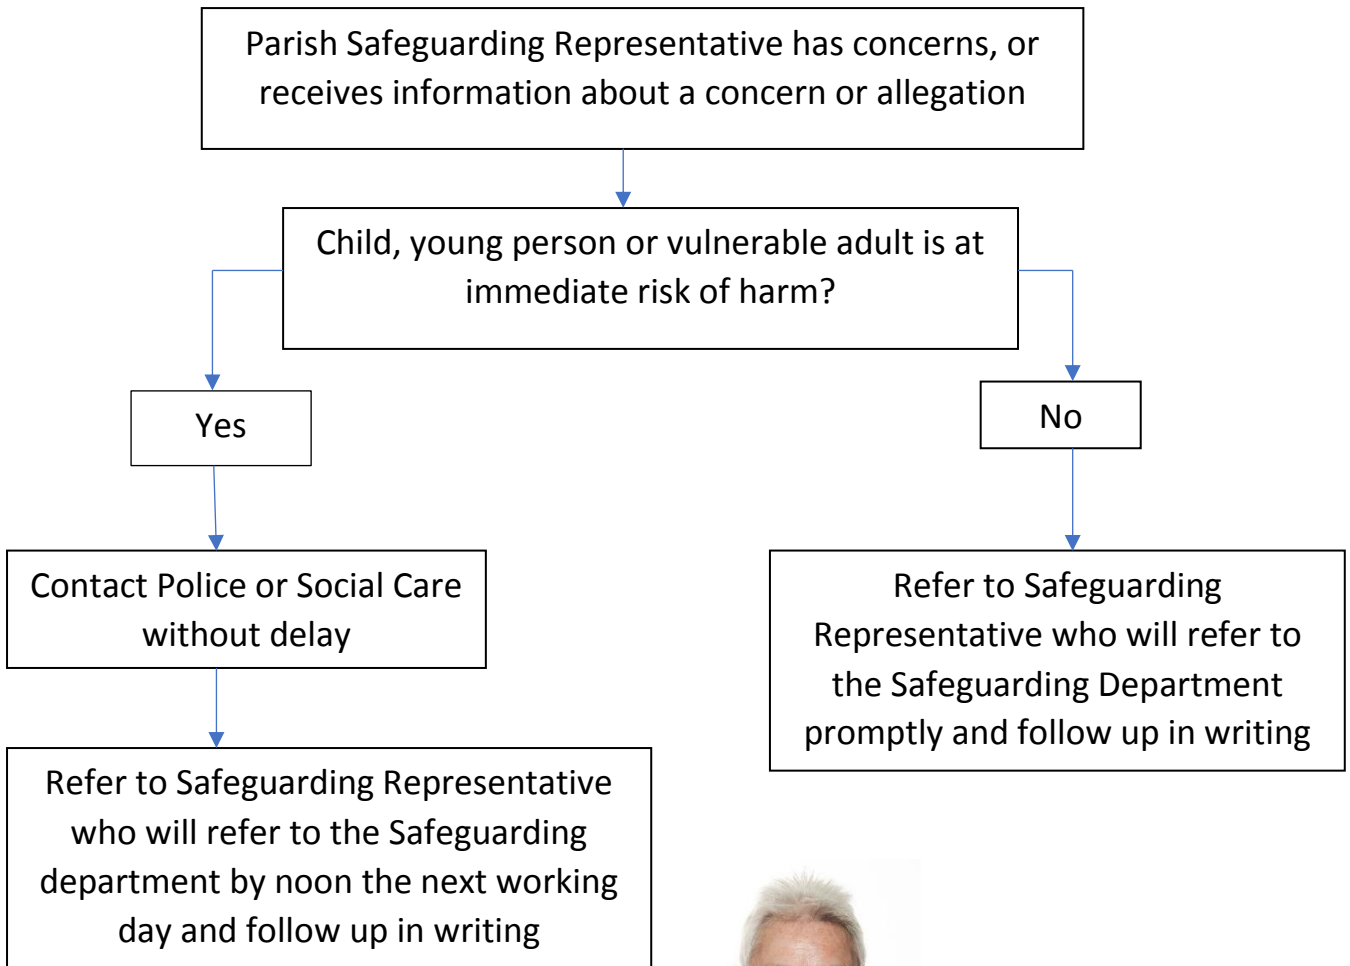 Parish Safeguarding Representative has concerns, or
receives information about a concern or allegation
Child, young person or vulnerable adult is at
immediate risk of harm?
Yes
No
Contact Police or Social Care
without delay
Refer to Safeguarding
Representative who will refer to
the Safeguarding Department
promptly and follow up in writing
Refer to Safeguarding Representative
who will refer to the Safeguarding
department by noon the next working
day and follow up in writing